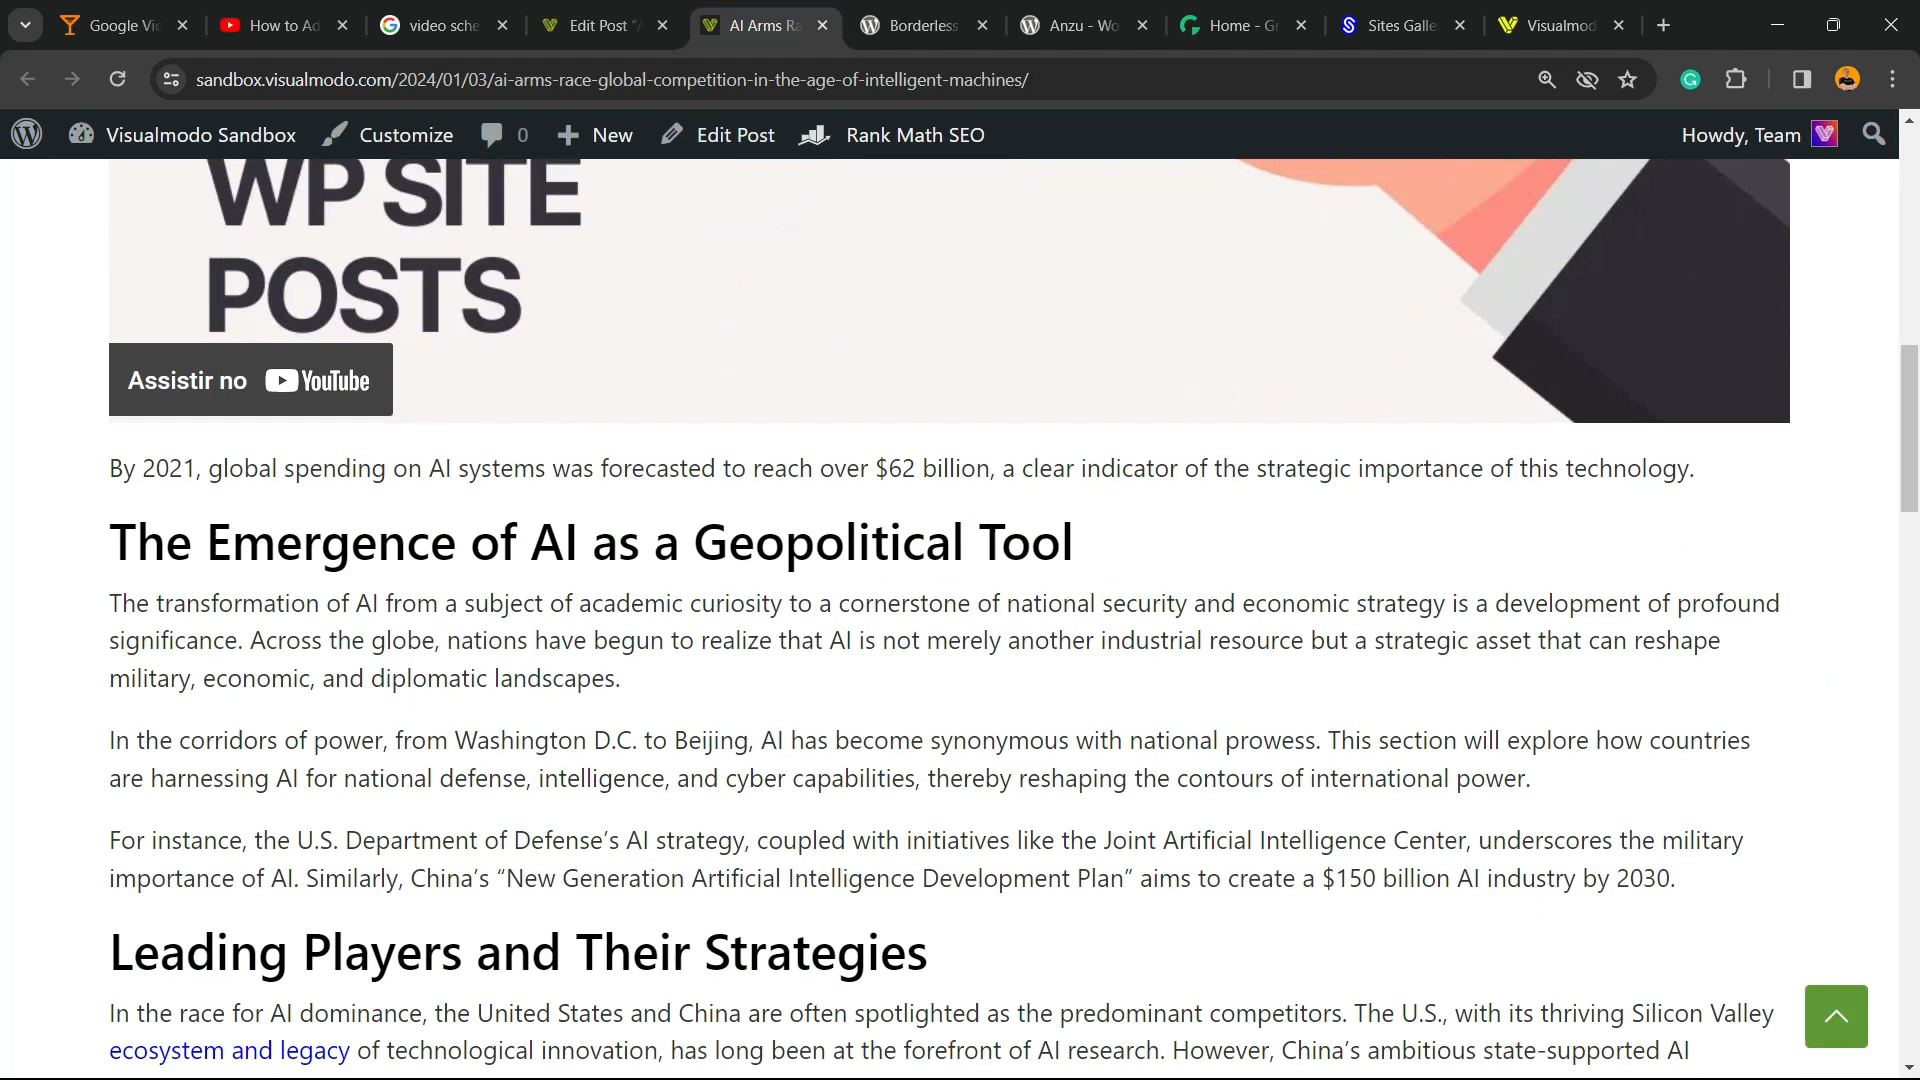 Google Vi
How to Ad
video sche
Edit Post "
AI Arms Ra
Borderless
Anzu - Wo
Home - G
Sites Galle
Visualmod
sandbox.visualmodo.com/2024/01/03/ai-arms-race-global-competition-in-the-age-of-intelligent-machines/
Visualmodo Sandbox Customize 0 New Edit Post Rank Math SEO Howdy, Team
WP SITE
POSTS
Assistir no YouTube
By 2021, global spending on AI systems was forecasted to reach over $62 billion, a clear indicator of the strategic importance of this technology.
The Emergence of AI as a Geopolitical Tool
The transformation of AI from a subject of academic curiosity to a cornerstone of national security and economic strategy is a development of profound
significance. Across the globe, nations have begun to realize that AI is not merely another industrial resource but a strategic asset that can reshape
military, economic, and diplomatic landscapes.
In the corridors of power, from Washington D.C. to Beijing, AI has become synonymous with national prowess. This section will explore how countries
are harnessing AI for national defense, intelligence, and cyber capabilities, thereby reshaping the contours of international power.
For instance, the U.S. Department of Defense’s AI strategy, coupled with initiatives like the Joint Artificial Intelligence Center, underscores the military
importance of AI. Similarly, China’s “New Generation Artificial Intelligence Development Plan” aims to create a $150 billion AI industry by 2030.
Leading Players and Their Strategies
In the race for AI dominance, the United States and China are often spotlighted as the predominant competitors. The U.S., with its thriving Silicon Valley
ecosystem and legacy of technological innovation, has long been at the forefront of AI research. However, China’s ambitious state-supported AI